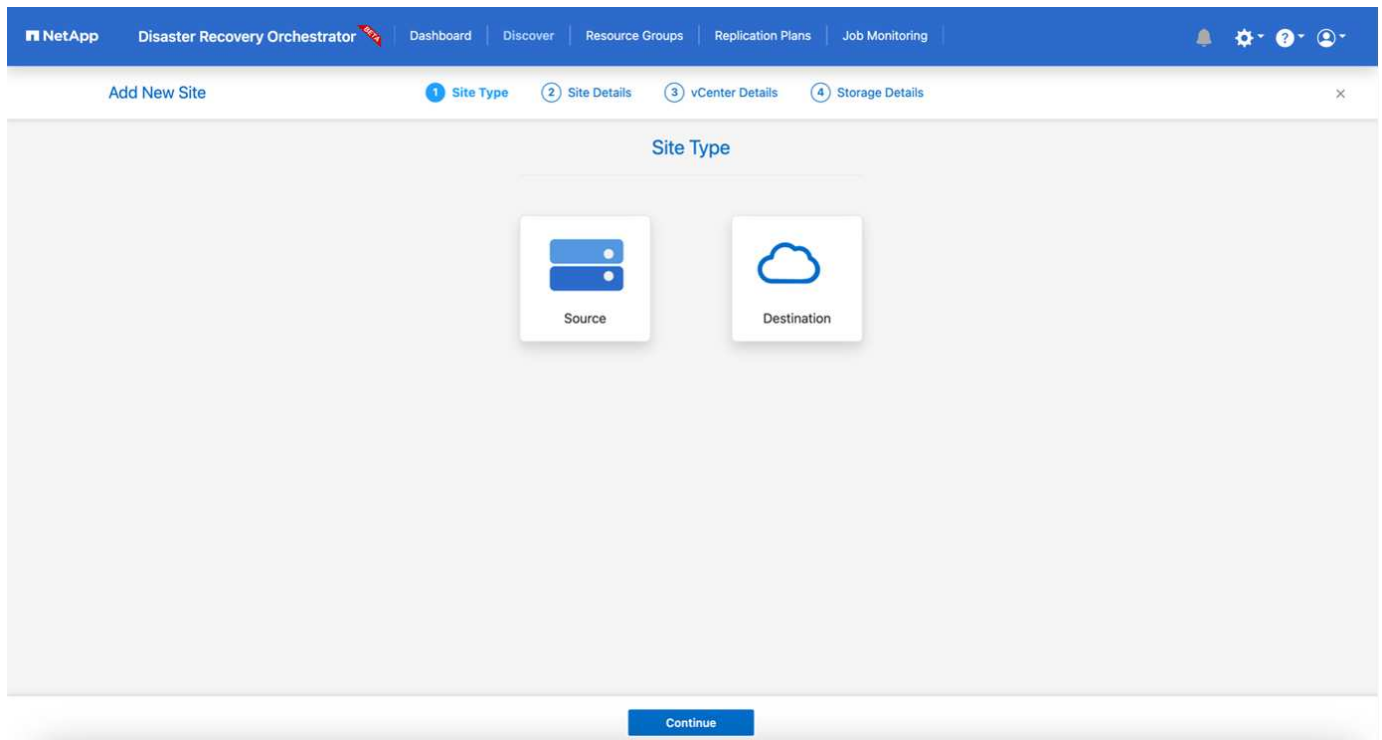 NetApp Disaster Recovery Orchestrator BETA Dashboard Discover Resource Groups Replication Plans Job Monitoring ?
Add New Site 1 Site Type 2 Site Details 3 vCenter Details 4 Storage Details ×
Site Type
Source Destination
Continue